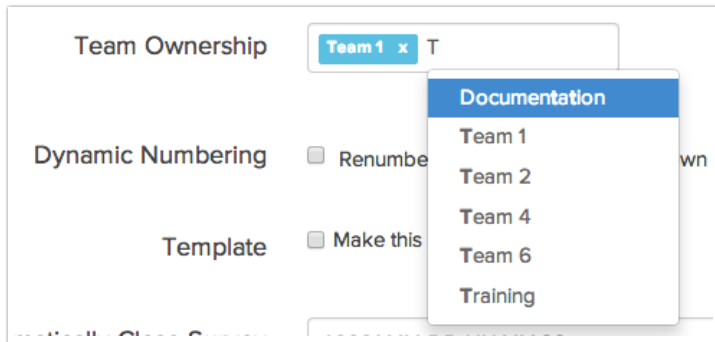 Team Ownership Team 1 x T
Documentation
Team 1
Dynamic Numbering Renumbe wn
Team 2
Team 4
Template Make this
Team 6
Training